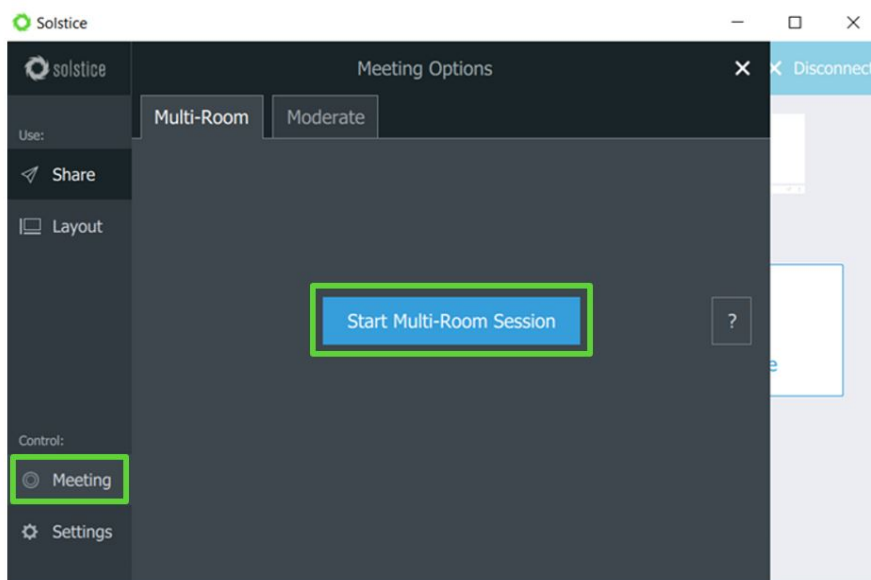 Solstice
solstice
Meeting Options
Disconnect
Multi-Room
Moderate
Use:
Share
Layout
Start Multi-Room Session
?
e
Control:
Meeting
Settings